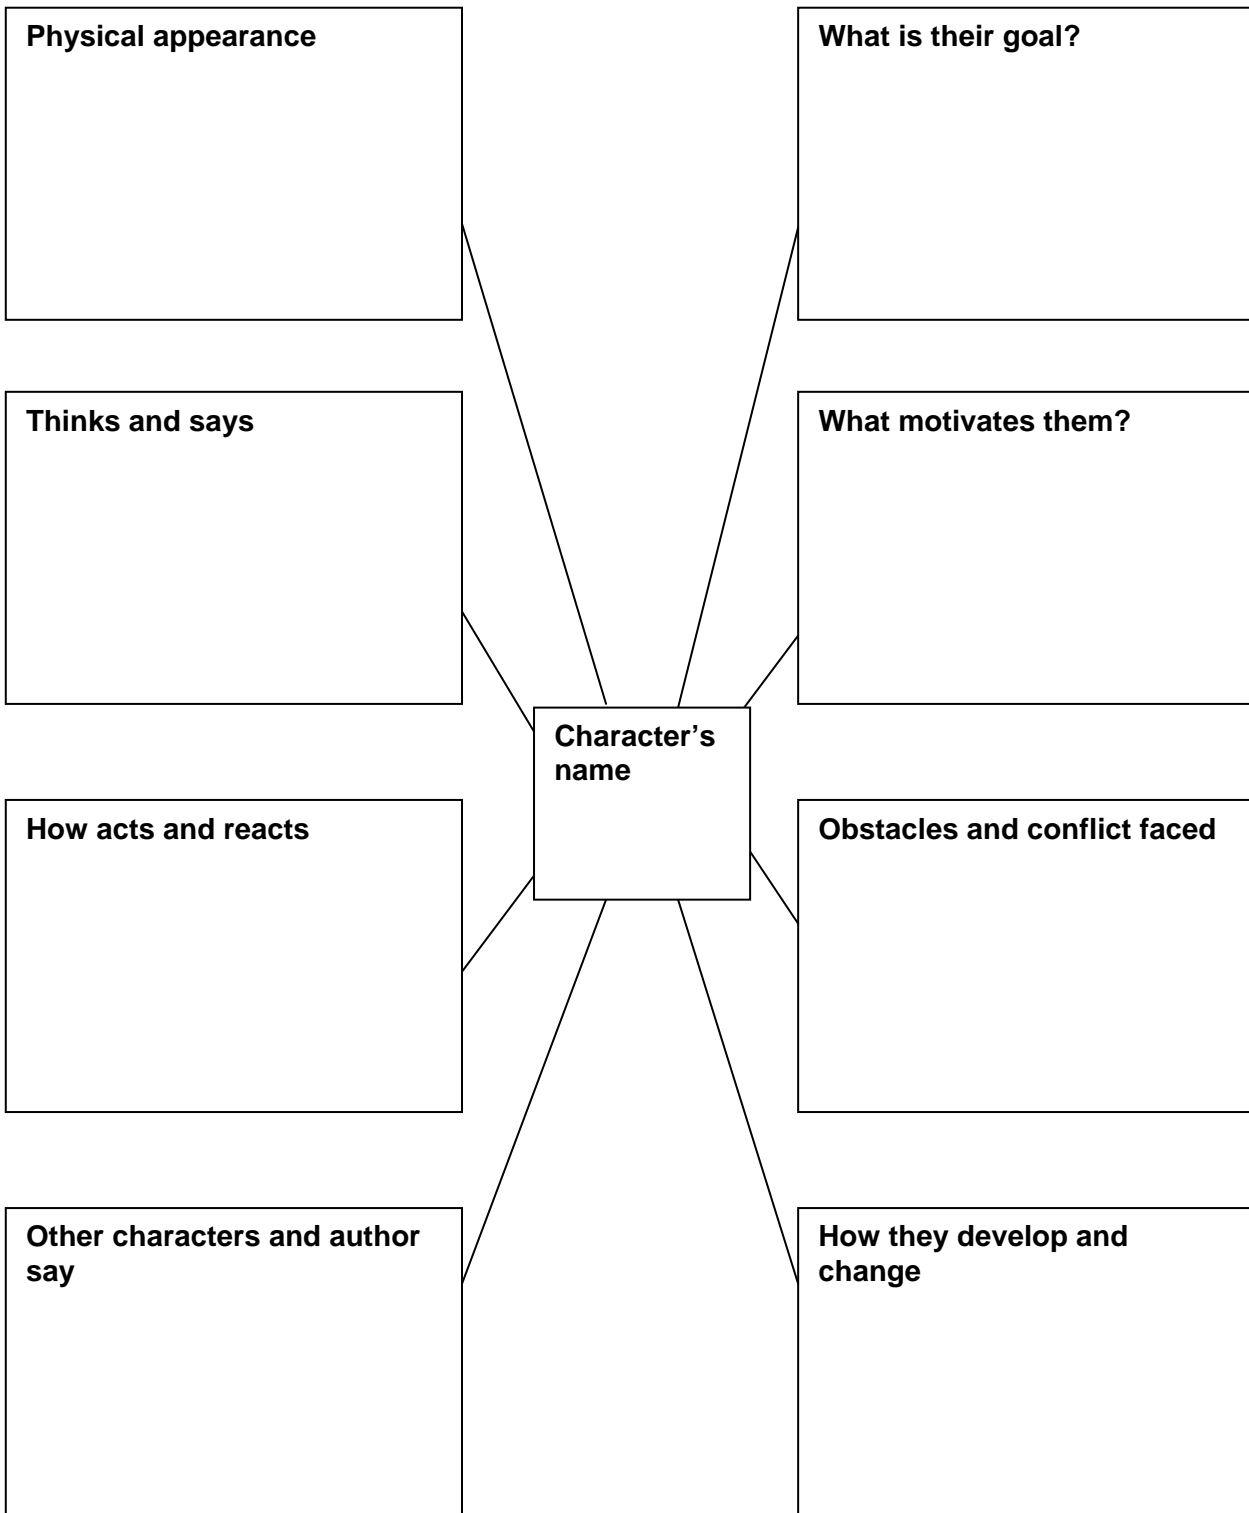 Physical appearance
What is their goal?
Thinks and says
What motivates them?
Character’s
name
How acts and reacts
Obstacles and conflict faced
Other characters and author
say
How they develop and
change